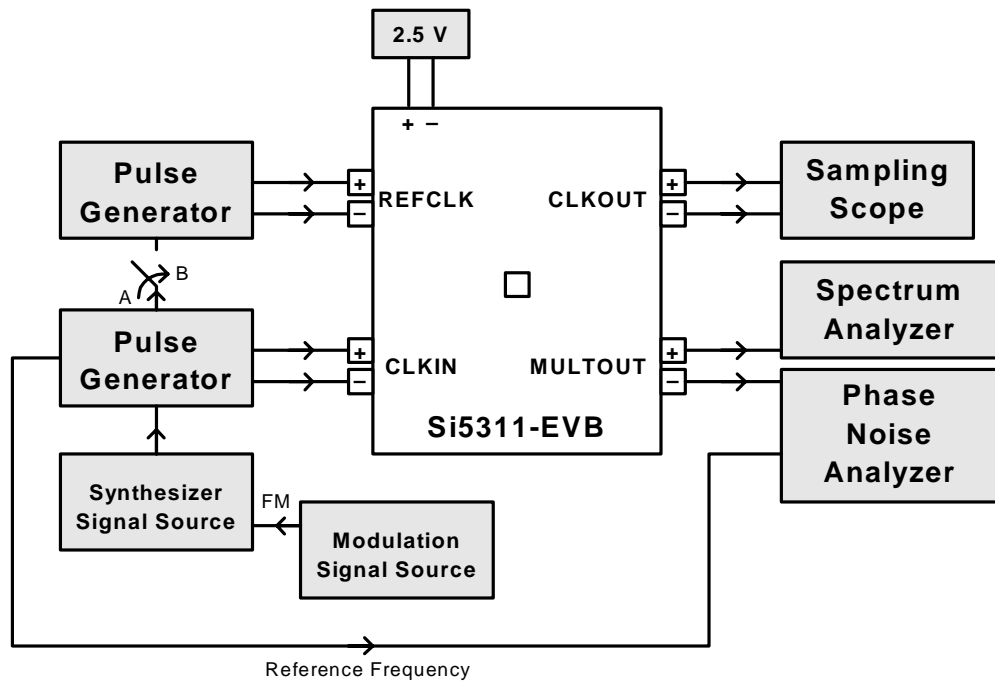 2.5 V
+ –
Pulse
Generator
+
–
REFCLK
CLKOUT
+
–
Sampling
Scope
A
B
Pulse
Generator
+
–
CLKIN
MULTOUT
+
–
Spectrum
Analyzer
Si5311-EVB
Phase
Noise
Analyzer
Synthesizer
Signal Source
FM
Modulation
Signal Source
Reference Frequency